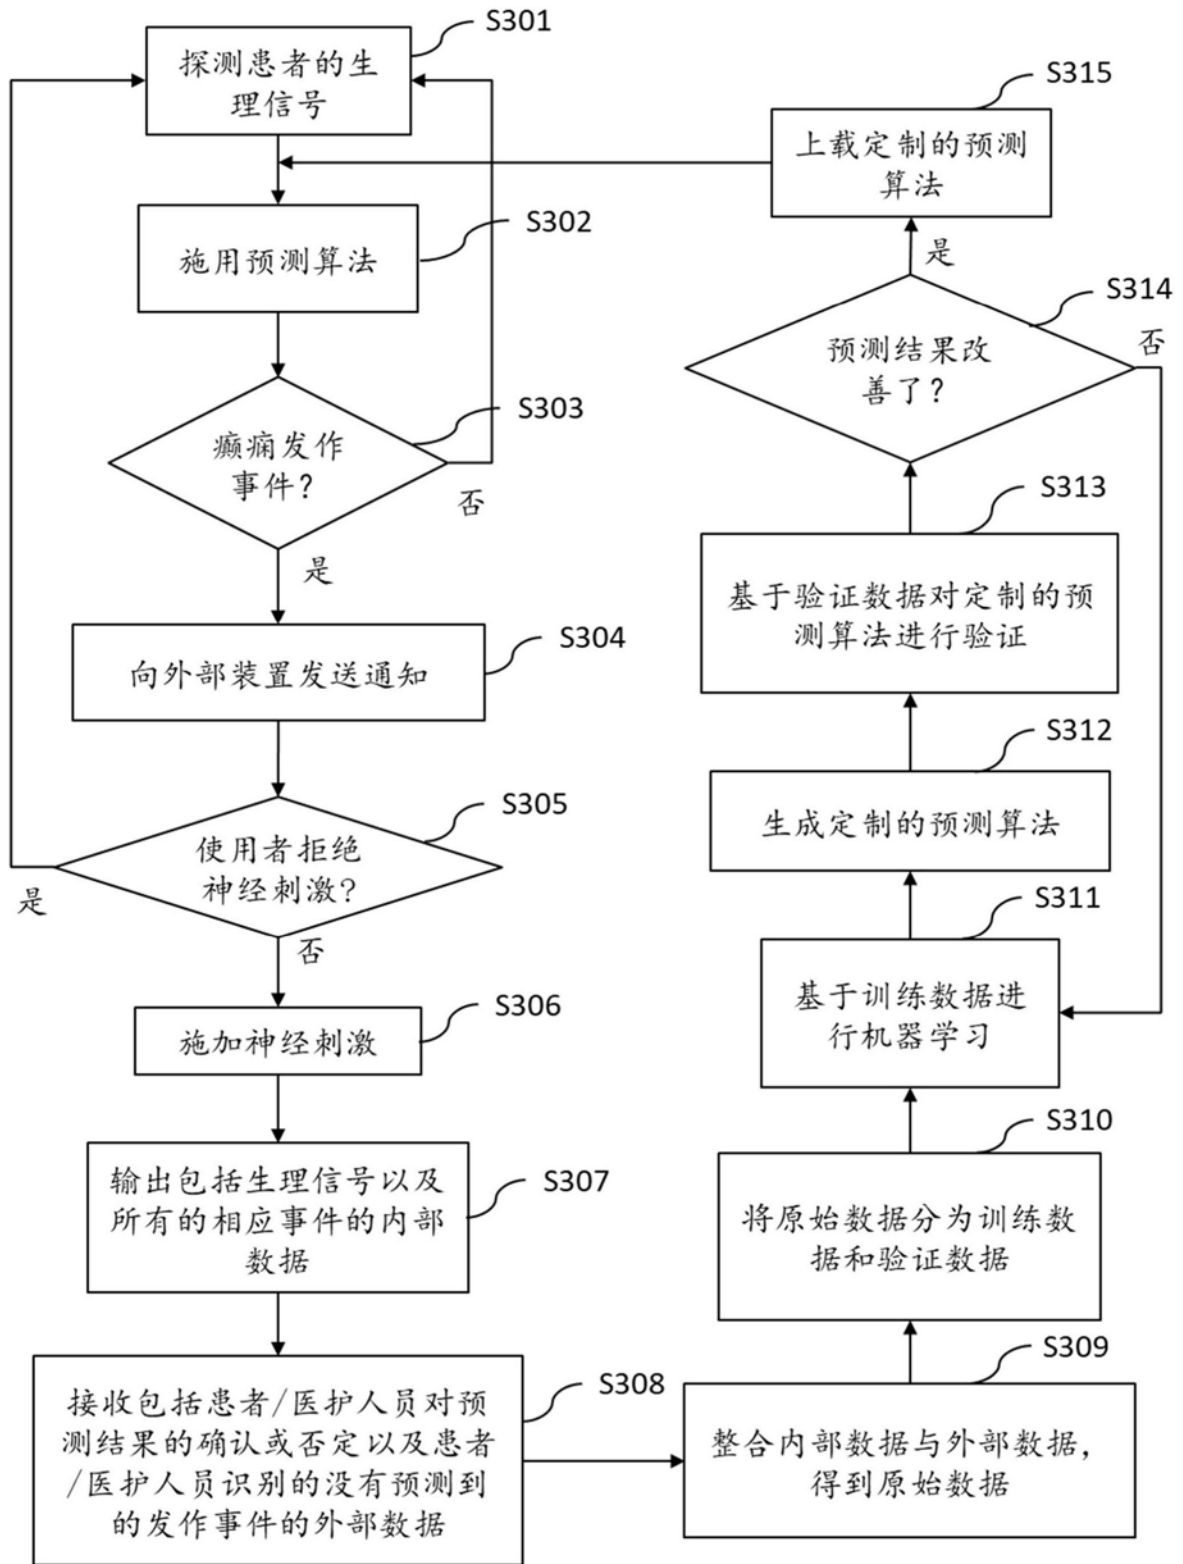 S301
探测患者的生
理信号
S302
施用预测算法
S303
癫痫发作
事件?
否
是
S304
向外部装置发送通知
S305
使用者拒绝
神经刺激?
是
否
S306
施加神经刺激
S307
输出包括生理信号以及
所有的相应事件的内部
数据
S308
接收包括患者/医护人员对预
测结果的确认或否定以及患者
/医护人员识别的没有预测到
的发作事件的外部数据
S309
整合内部数据与外部数据，
得到原始数据
S310
将原始数据分为训练数
据和验证数据
S311
基于训练数据进
行机器学习
S312
生成定制的预测算法
S313
基于验证数据对定制的预
测算法进行验证
S314
预测结果改
善了?
否
是
S315
上载定制的预测
算法